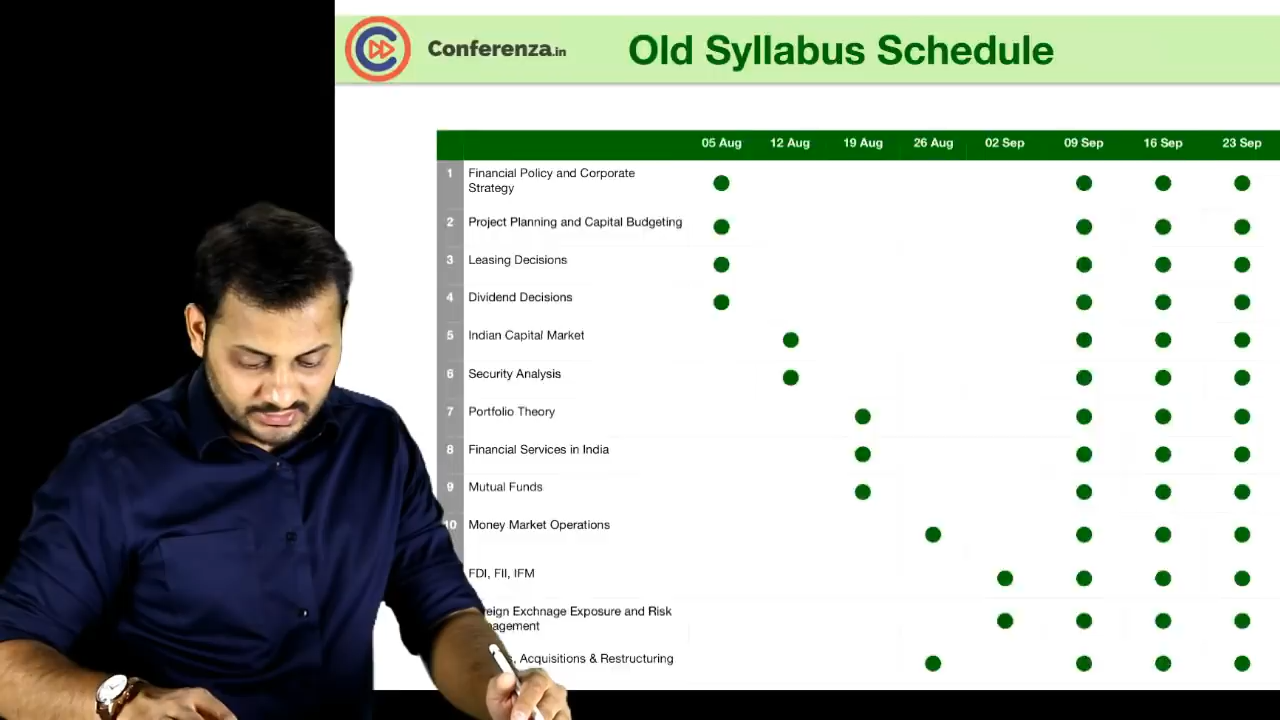 Conferenza.in
Old Syllabus Schedule
05 Aug 12 Aug 19 Aug 26 Aug 02 Sep 09 Sep 16 Sep 23 Sep
1 Financial Policy and Corporate
Strategy
2 Project Planning and Capital Budgeting
3 Leasing Decisions
4 Dividend Decisions
5 Indian Capital Market
6 Security Analysis
7 Portfolio Theory
8 Financial Services in India
9 Mutual Funds
10 Money Market Operations
FDI, FII, IFM
Exchnage Exposure and Risk
, Acquisitions & Restructuring